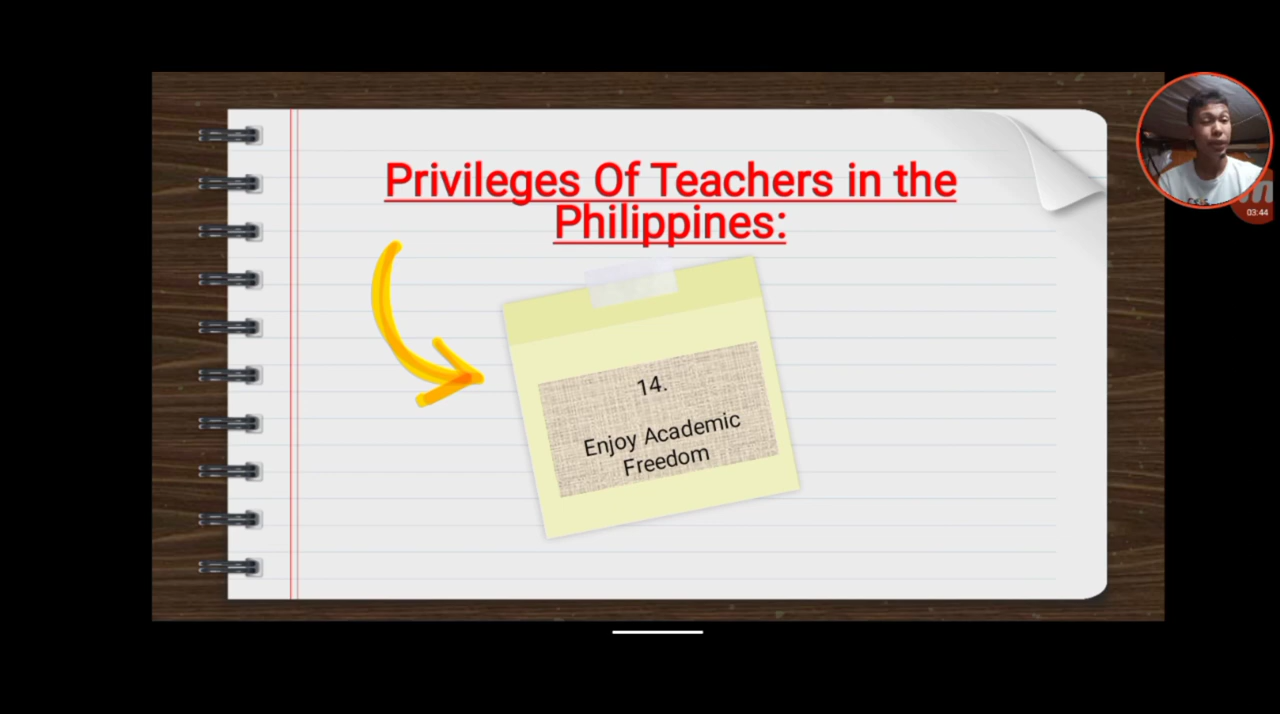 Privileges Of Teachers in the
Philippines:
14.
Enjoy Academic
Freedom
03:44